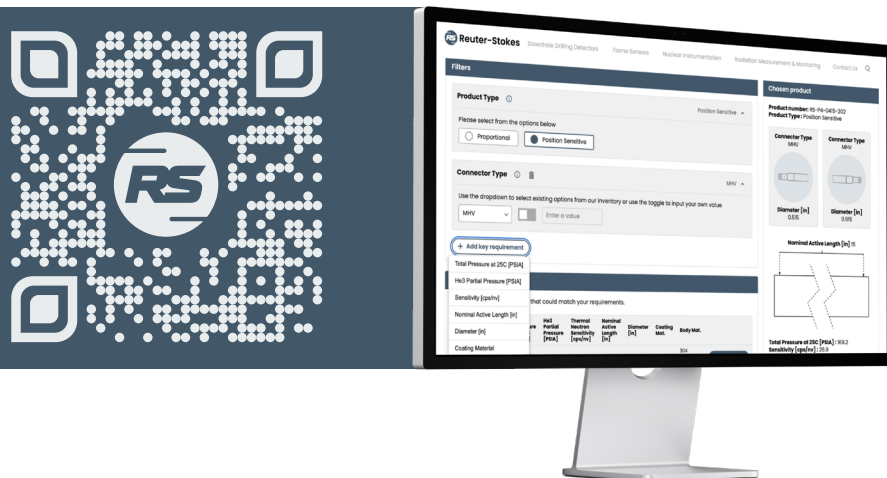 RS
RS Reuter-Stokes
Downhole Drilling Detectors Flame Sensors Nuclear Instrumentation Radiation Measurement & Monitoring Contact Us
Filters
Product Type
Position Sensitive
Please select from the options below
Proportional
Position Sensitive
Connector Type
MHV
Use the dropdown to select existing options from our inventory or use the toggle to input your own value
MHV
Enter a value
+ Add key requirement
Total Pressure at 25C [PSIA]
He3 Partial Pressure [PSIA]
Sensitivity [cps/nv]
Nominal Active Length [in]
Diameter [in]
Coating Material
that could match your requirements.
He3 Partial Pressure [PSIA]
Thermal Neutron Sensitivity [cps/nv]
Nominal Active Length [in]
Diameter [in]
Coating Mat.
Body Mat.
304
Chosen product
Product number: RS-P4-0415-202
Product Type: Position Sensitive
Connector Type
MHV
Diameter [in]
0.515
Connector Type
MHV
Diameter [in]
0.515
Nominal Active Length [in] 15
Total Pressure at 25C [PSIA]: 169.2
Sensitivity [cps/nv]: 26.9